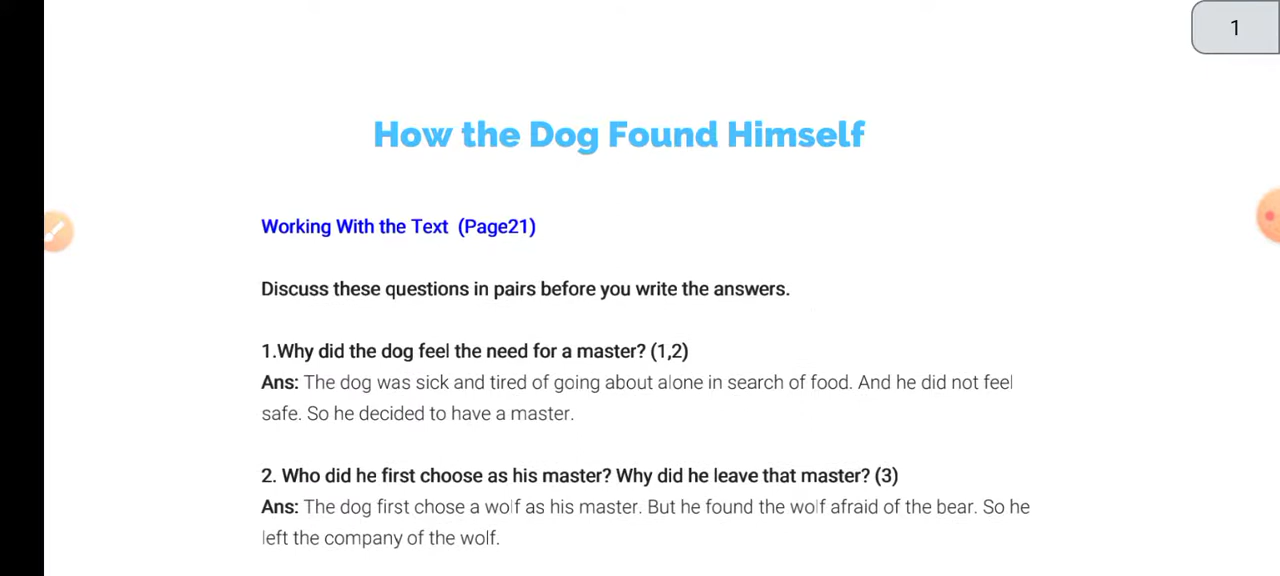 1
How the Dog Found Himself
Working With the Text (Page21)
Discuss these questions in pairs before you write the answers.
1.Why did the dog feel the need for a master? (1,2)
Ans: The dog was sick and tired of going about alone in search of food. And he did not feel
safe. So he decided to have a master.
2. Who did he first choose as his master? Why did he leave that master? (3)
Ans: The dog first chose a wolf as his master. But he found the wolf afraid of the bear. So he
left the company of the wolf.